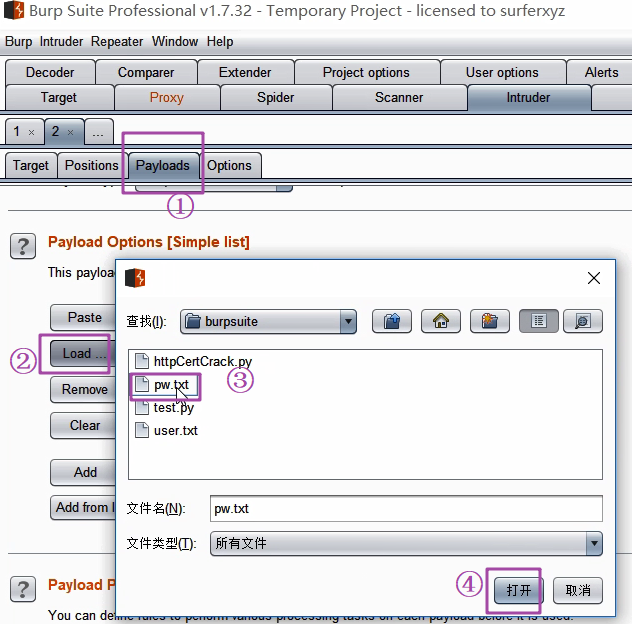 Burp Suite Professional v1.7.32 - Temporary Project - licensed to surferxyz
Burp Intruder Repeater Window Help
Decoder Comparer Extender Project options User options Alerts
Target Proxy Spider Scanner Intruder
1 × 2 × ...
Target Positions Payloads Options
①
? Payload Options [Simple list]
This payload
Paste
② Load ...
Remove
Clear
Add
Add from l
查找(I): burpsuite
httpCertCrack.py
pw.txt ③
test.py
user.txt
文件名(N): pw.txt
文件类型(T): 所有文件
④ 打开 取消
? Payload P
You can define rules to perform various processing tasks on each payload before it is used.